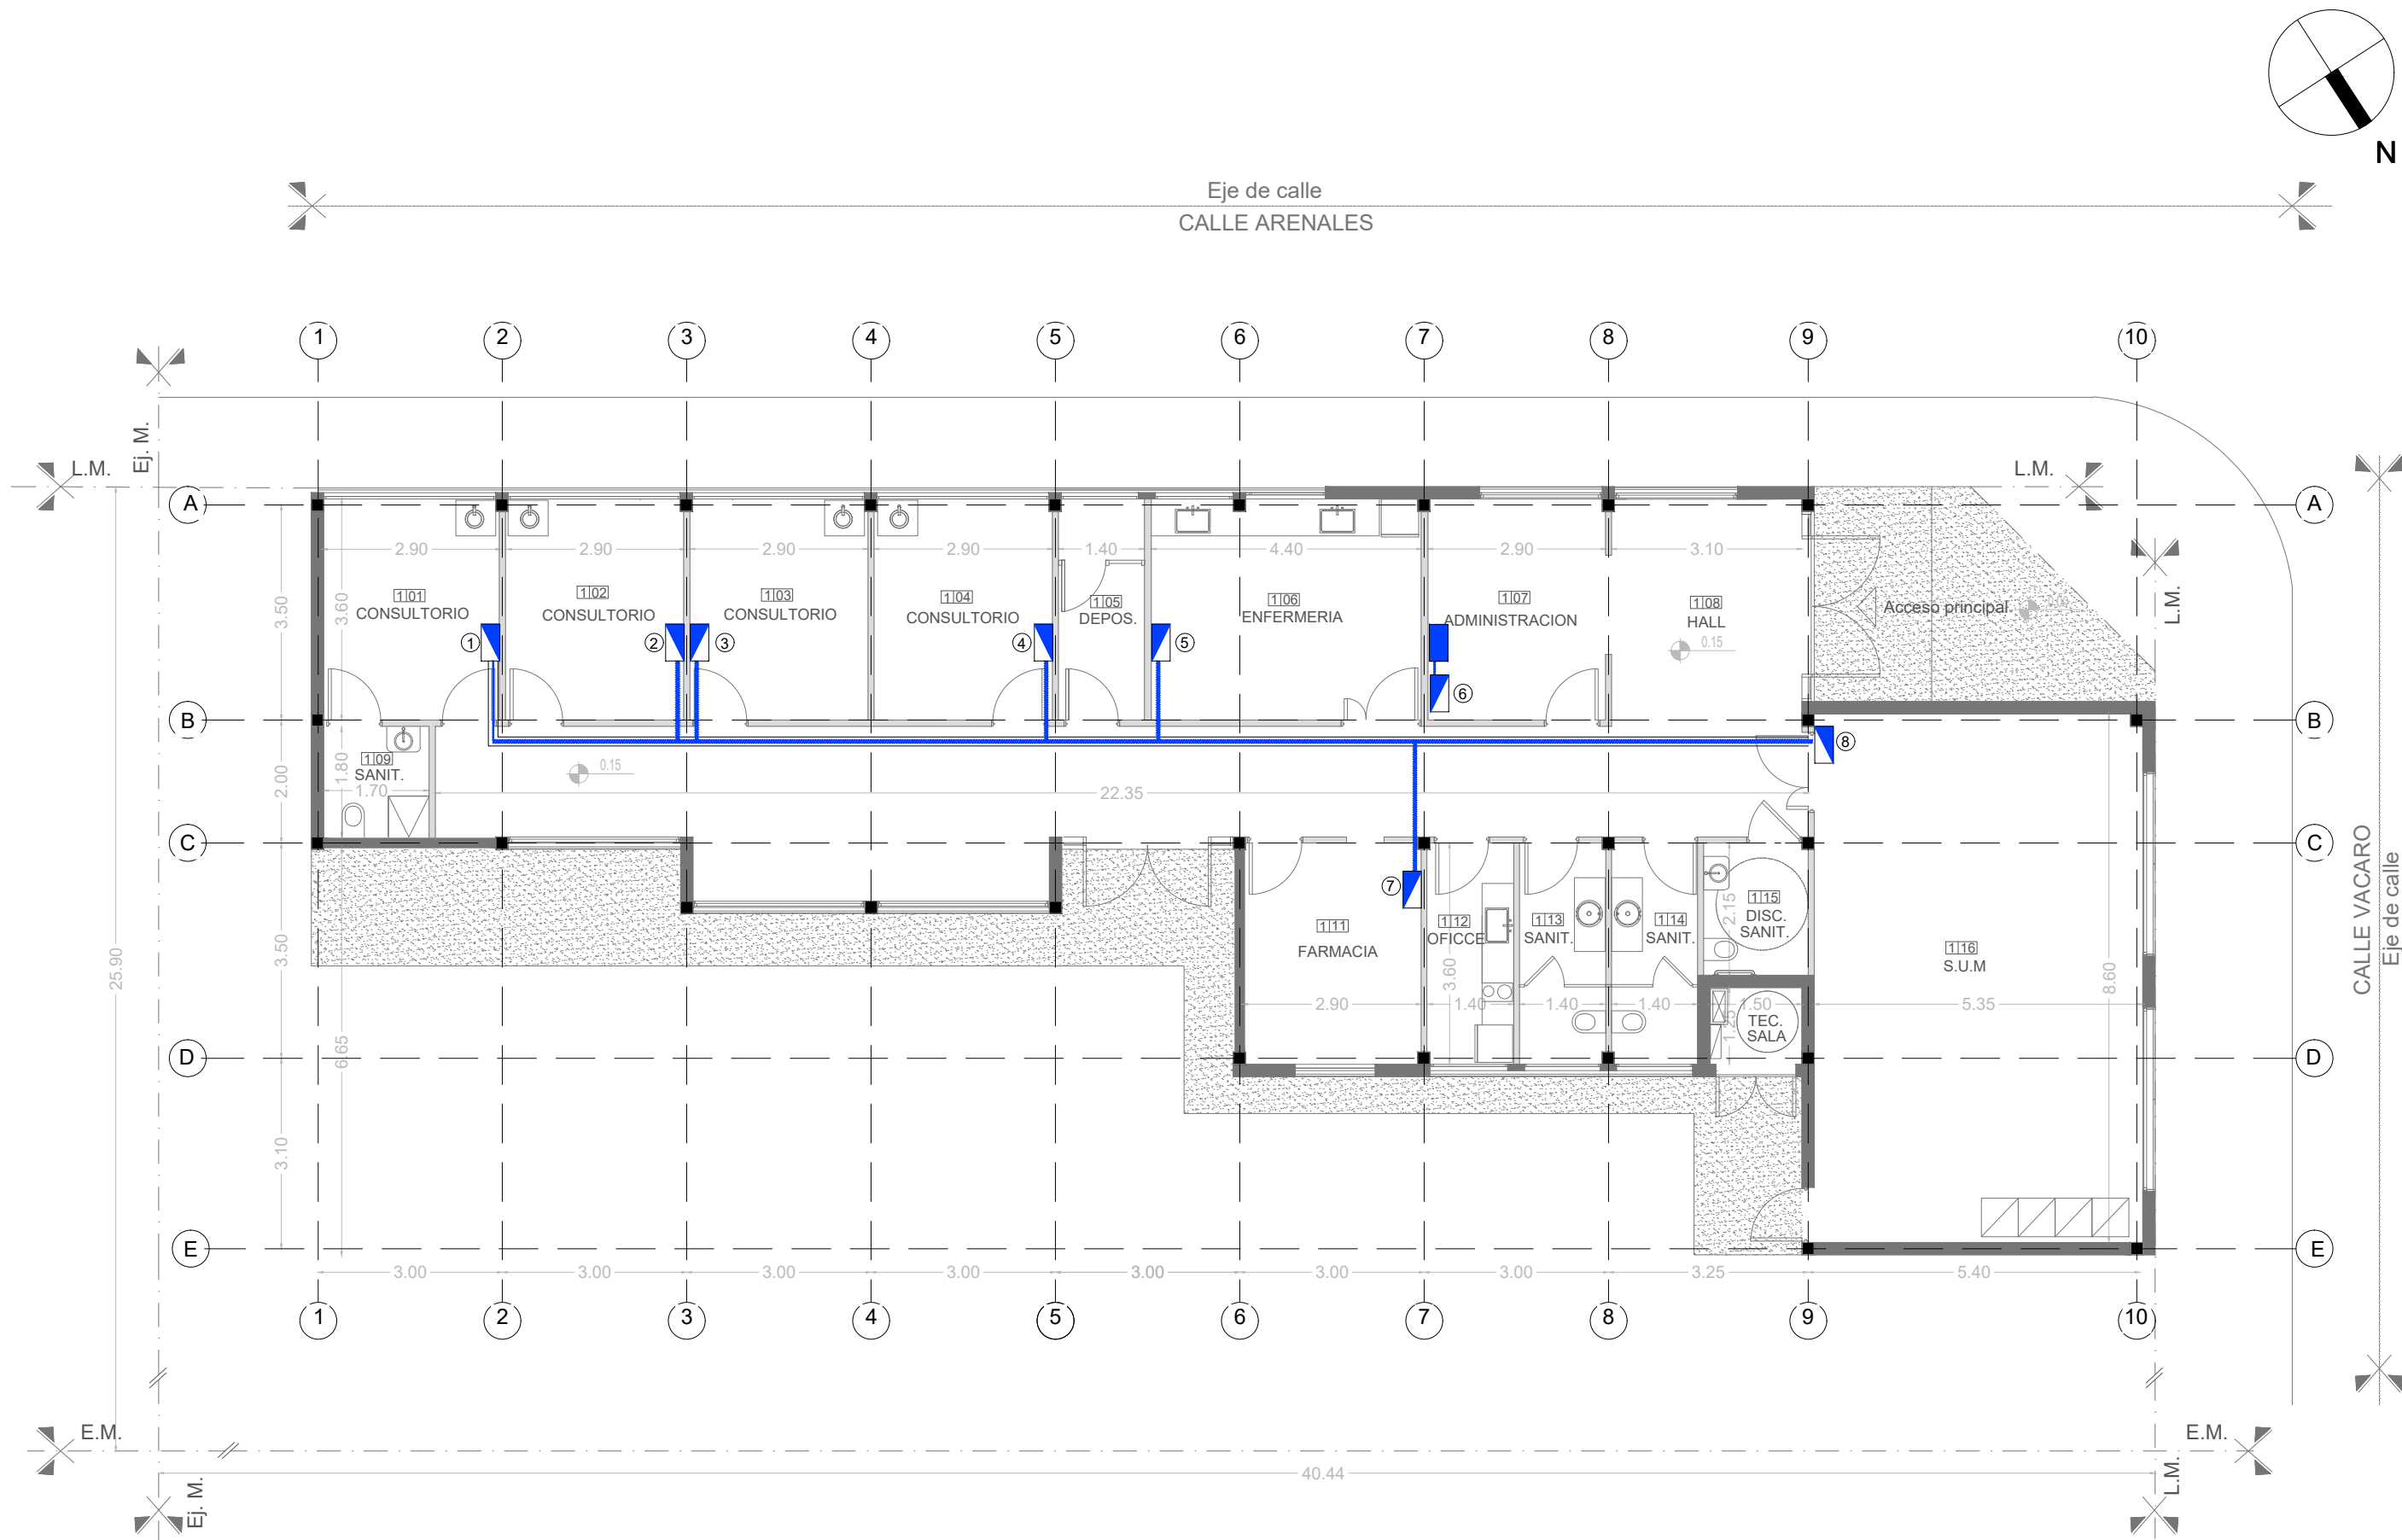 N
Eje de calle
CALLE ARENALES
1 2 3 4 5 6 7 8 9 10
Ej. M.
L.M.
L.M.
A
A
2.90 2.90 2.90 2.90 1.40 4.40 2.90 3.10
3.50
3.60
1|01
CONSULTORIO
1|02
CONSULTORIO
1|03
CONSULTORIO
1|04
CONSULTORIO
1|05
DEPOS.
1|06
ENFERMERIA
1|07
ADMINISTRACION
1|08
HALL
0.15
Acceso principal
L.M.
1
2
3
4
5
6
B
B
8
1|09
SANIT.
1.80
1.70
2.00
0.15
22.35
C
C
7
1|11
FARMACIA
1|12
OFICCE
1|13
SANIT.
1|14
SANIT.
1|15
DISC.
SANIT.
2.15
1|16
S.U.M
CALLE VACARO
Eje de calle
25.90
3.50
6.65
3.60
8.60
2.90 1.40 1.40 1.40 1.50 5.35
1.25
TEC.
SALA
D
D
3.10
E
E
3.00 3.00 3.00 3.00 3.00 3.00 3.00 3.25 5.40
1 2 3 4 5 6 7 8 9 10
E.M.
E.M.
40.44
Ej. M.
L.M.